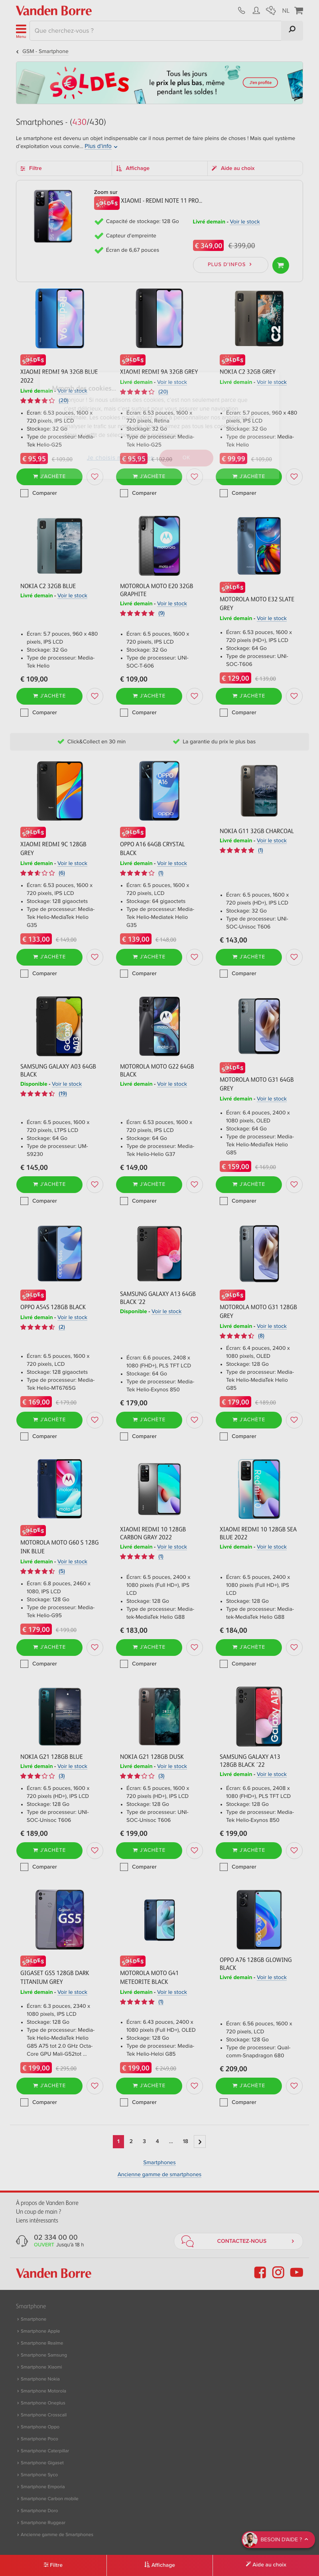 Vanden Borre
NL
Menu
Que cherchez-vous ?
GSM - Smartphone
Tous les jours
le prix le plus bas, même
pendant les soldes !
J'en profite
Smartphones - (430/430)
Le smartphone est devenu un objet indispensable car il nous permet de faire pleins de choses ! Mais quel système
d'exploitation vous convie... Plus d'info
Filtre
Affichage
Aide au choix
Zoom sur
SOLDES XIAOMI - REDMI NOTE 11 PRO...
Capacité de stockage: 128 Go
Capteur d'empreinte
Écran de 6,67 pouces
Livré demain - Voir le stock
€ 349,00 € 399,00
PLUS D'INFOS
SOLDES
XIAOMI REDMI 9A 32GB BLUE
2022
Livré demain - Voir le stock
(20)
Écran: 6.53 pouces, 1600 x
720 pixels, IPS LCD
Stockage: 32 Go
Type de processeur: Media-
Tek Helio-G25
€ 95,95 € 109,00
J'ACHÈTE
Comparer
SOLDES
XIAOMI REDMI 9A 32GB GREY
Livré demain - Voir le stock
(20)
Écran: 6.53 pouces, 1600 x
720 pixels, Retina
Stockage: 32 Go
Type de processeur: Media-
Tek Helio-G25
€ 95,95 € 102,00
J'ACHÈTE
Comparer
SOLDES
NOKIA C2 32GB GREY
Livré demain - Voir le stock
Écran: 5.7 pouces, 960 x 480
pixels, IPS LCD
Stockage: 32 Go
Type de processeur: Media-
Tek Helio
€ 99,99 € 109,00
J'ACHÈTE
Comparer
NOKIA C2 32GB BLUE
Livré demain - Voir le stock
Écran: 5.7 pouces, 960 x 480
pixels, IPS LCD
Stockage: 32 Go
Type de processeur: Media-
Tek Helio
€ 109,00
J'ACHÈTE
Comparer
MOTOROLA MOTO E20 32GB
GRAPHITE
Livré demain - Voir le stock
(9)
Écran: 6.5 pouces, 1600 x
720 pixels, IPS LCD
Stockage: 32 Go
Type de processeur: UNI-
SOC-T-606
€ 109,00
J'ACHÈTE
Comparer
SOLDES
MOTOROLA MOTO E32 SLATE
GREY
Livré demain - Voir le stock
Écran: 6.53 pouces, 1600 x
720 pixels (HD+), IPS LCD
Stockage: 64 Go
Type de processeur: UNI-
SOC-T606
€ 129,00 € 139,00
J'ACHÈTE
Comparer
Click&Collect en 30 min
La garantie du prix le plus bas
SOLDES
XIAOMI REDMI 9C 128GB
GREY
Livré demain - Voir le stock
(6)
Écran: 6.53 pouces, 1600 x
720 pixels, IPS LCD
Stockage: 128 gigaoctets
Type de processeur: Media-
Tek Helio-MediaTek Helio
G35
€ 133,00 € 149,00
J'ACHÈTE
Comparer
SOLDES
OPPO A16 64GB CRYSTAL
BLACK
Livré demain - Voir le stock
(1)
Écran: 6.5 pouces, 1600 x
720 pixels, LCD
Stockage: 64 gigaoctets
Type de processeur: Media-
Tek Helio-Mediatek Helio
G35
€ 139,00 € 148,00
J'ACHÈTE
Comparer
NOKIA G11 32GB CHARCOAL
Livré demain - Voir le stock
(1)
Écran: 6.5 pouces, 1600 x
720 pixels (HD+), IPS LCD
Stockage: 32 Go
Type de processeur: UNI-
SOC-Unisoc T606
€ 143,00
J'ACHÈTE
Comparer
SAMSUNG GALAXY A03 64GB
BLACK
Disponible - Voir le stock
(19)
Écran: 6.5 pouces, 1600 x
720 pixels, LTPS LCD
Stockage: 64 Go
Type de processeur: UM-
S9230
€ 145,00
J'ACHÈTE
Comparer
MOTOROLA MOTO G22 64GB
BLACK
Livré demain - Voir le stock
Écran: 6.53 pouces, 1600 x
720 pixels, IPS LCD
Stockage: 64 Go
Type de processeur: Media-
Tek Helio-Helio G37
€ 149,00
J'ACHÈTE
Comparer
SOLDES
MOTOROLA MOTO G31 64GB
GREY
Livré demain - Voir le stock
Écran: 6.4 pouces, 2400 x
1080 pixels, OLED
Stockage: 64 Go
Type de processeur: Media-
Tek Helio-MediaTek Helio
G85
€ 159,00 € 169,00
J'ACHÈTE
Comparer
SOLDES
OPPO A54S 128GB BLACK
Livré demain - Voir le stock
(2)
Écran: 6.5 pouces, 1600 x
720 pixels, LCD
Stockage: 128 gigaoctets
Type de processeur: Media-
Tek Helio-MT6765G
€ 169,00 € 179,00
J'ACHÈTE
Comparer
SAMSUNG GALAXY A13 64GB
BLACK '22
Disponible - Voir le stock
Écran: 6.6 pouces, 2408 x
1080 (FHD+), PLS TFT LCD
Stockage: 64 Go
Type de processeur: Media-
Tek Helio-Exynos 850
€ 179,00
J'ACHÈTE
Comparer
SOLDES
MOTOROLA MOTO G31 128GB
GREY
Livré demain - Voir le stock
(8)
Écran: 6.4 pouces, 2400 x
1080 pixels, OLED
Stockage: 128 Go
Type de processeur: Media-
Tek Helio-MediaTek Helio
G85
€ 179,00 € 189,00
J'ACHÈTE
Comparer
SOLDES
MOTOROLA MOTO G60 S 128G
INK BLUE
Livré demain - Voir le stock
(5)
Écran: 6.8 pouces, 2460 x
1080, IPS LCD
Stockage: 128 Go
Type de processeur: Media-
Tek Helio-G95
€ 179,00 € 199,00
J'ACHÈTE
Comparer
XIAOMI REDMI 10 128GB
CARBON GRAY 2022
Livré demain - Voir le stock
(1)
Écran: 6.5 pouces, 2400 x
1080 pixels (Full HD+), IPS
LCD
Stockage: 128 Go
Type de processeur: Media-
tek-MediaTek Helio G88
€ 183,00
J'ACHÈTE
Comparer
XIAOMI REDMI 10 128GB SEA
BLUE 2022
Livré demain - Voir le stock
Écran: 6.5 pouces, 2400 x
1080 pixels (Full HD+), IPS
LCD
Stockage: 128 Go
Type de processeur: Media-
tek-MediaTek Helio G88
€ 184,00
J'ACHÈTE
Comparer
NOKIA G21 128GB BLUE
Livré demain - Voir le stock
(3)
Écran: 6.5 pouces, 1600 x
720 pixels (HD+), IPS LCD
Stockage: 128 Go
Type de processeur: UNI-
SOC-Unisoc T606
€ 189,00
J'ACHÈTE
Comparer
NOKIA G21 128GB DUSK
Livré demain - Voir le stock
(3)
Écran: 6.5 pouces, 1600 x
720 pixels (HD+), IPS LCD
Stockage: 128 Go
Type de processeur: UNI-
SOC-Unisoc T606
€ 199,00
J'ACHÈTE
Comparer
SAMSUNG GALAXY A13
128GB BLACK `22
Livré demain - Voir le stock
Écran: 6.6 pouces, 2408 x
1080 (FHD+), PLS TFT LCD
Stockage: 128 Go
Type de processeur: Media-
Tek Helio-Exynos 850
€ 199,00
J'ACHÈTE
Comparer
SOLDES
GIGASET GS5 128GB DARK
TITANIUM GREY
Livré demain - Voir le stock
Écran: 6.3 pouces, 2340 x
1080 pixels, IPS LCD
Stockage: 128 Go
Type de processeur: Media-
Tek Helio-MediaTek Helio
G85 A75 tot 2.0 GHz Octa-
Core GPU Mali-G52tot ...
€ 199,00 € 295,00
J'ACHÈTE
Comparer
SOLDES
MOTOROLA MOTO G41
METEORITE BLACK
Livré demain - Voir le stock
(1)
Écran: 6.43 pouces, 2400 x
1080 pixels (Full HD+), OLED
Stockage: 128 Go
Type de processeur: Media-
Tek Helio-Heloi G85
€ 199,00 € 249,00
J'ACHÈTE
Comparer
OPPO A76 128GB GLOWING
BLACK
Livré demain - Voir le stock
Écran: 6.56 pouces, 1600 x
720 pixels, LCD
Stockage: 128 Go
Type de processeur: Qual-
comm-Snapdragon 680
€ 209,00
J'ACHÈTE
Comparer
1 2 3 4 ... 18
Smartphones
Ancienne gamme de smartphones
A propos de Vanden Borre
Un coup de main ?
Liens intéressants
02 334 00 00
OUVERT Jusqu'à 18 h
CONTACTEZ-NOUS
Vanden Borre
Smartphone
Smartphone
Smartphone Apple
Smartphone Realme
Smartphone Samsung
Smartphone Xiaomi
Smartphone Nokia
Smartphone Motorola
Smartphone Oneplus
Smartphone Crosscall
Smartphone Oppo
Smartphone Poco
Smartphone Caterpillar
Smartphone Gigaset
Smartphone Sony
Smartphone Emporia
Smartphone Carbon mobile
Smartphone Doro
Smartphone Ruggear
Ancienne gamme de Smartphones
BESOIN D'AIDE ?
Filtre
Affichage
Aide au choix